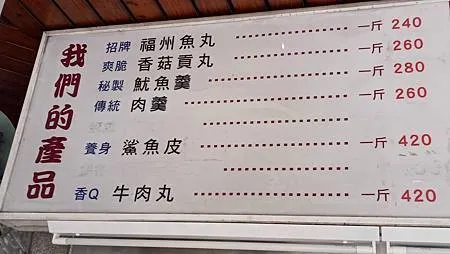 我們的產品
招牌 福州魚丸 一斤 240
爽脆 香菇貢丸 一斤 260
秘製 魷魚羹 一斤 280
傳統 肉羹 一斤 260
養身 鯊魚皮 一斤 420
香Q 牛肉丸 一斤 420